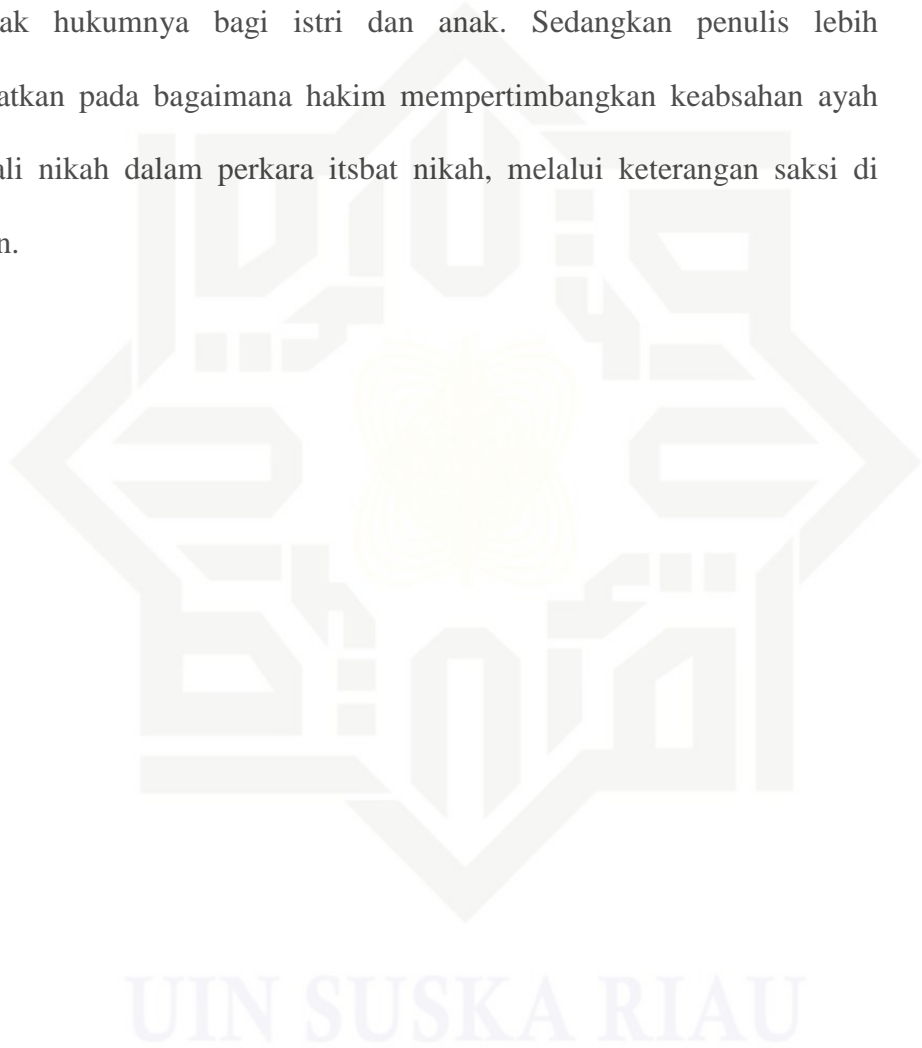 ak hukumnya bagi istri dan anak. Sedangkan penulis lebih
atkan pada bagaimana hakim mempertimbangkan keabsahan ayah
ali nikah dalam perkara itsbat nikah, melalui keterangan saksi di
n.
UIN SUSKA RIAU